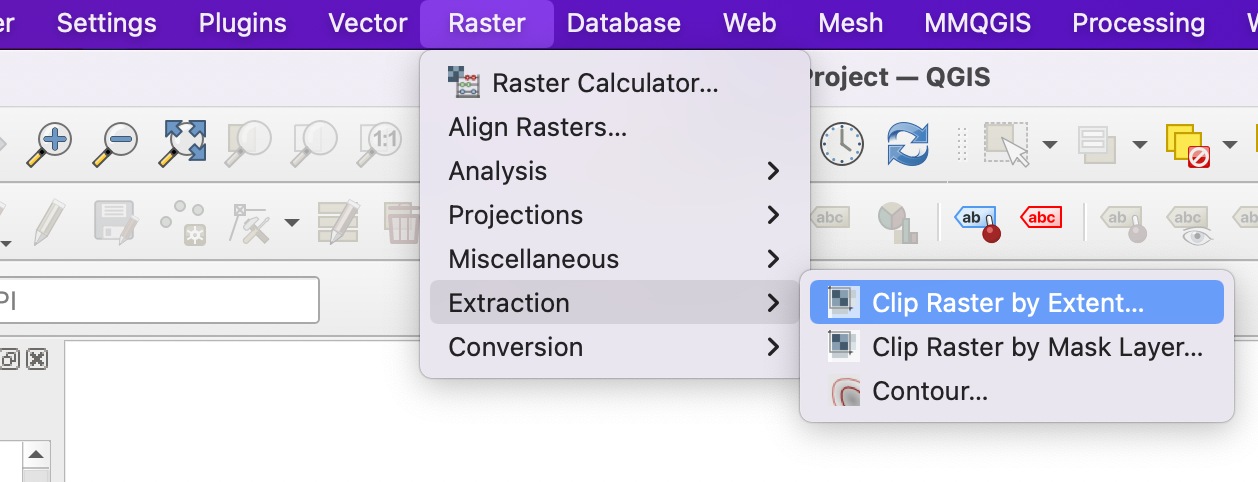 er Settings Plugins Vector Raster Database Web Mesh MMQGIS Processing W
Project — QGIS
Raster Calculator...
Align Rasters...
1:1
Analysis
abc
ab
abc
ab
abc
ab
Projections
Miscellaneous
PI
Extraction
Clip Raster by Extent...
Conversion
Clip Raster by Mask Layer...
Contour...